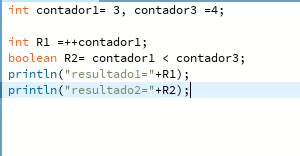 int contador1= 3, contador3 =4;
int R1 =++contador1;
boolean R2= contador1 < contador3;
println("resultado1="+R1);
println("resultado2="+R2);